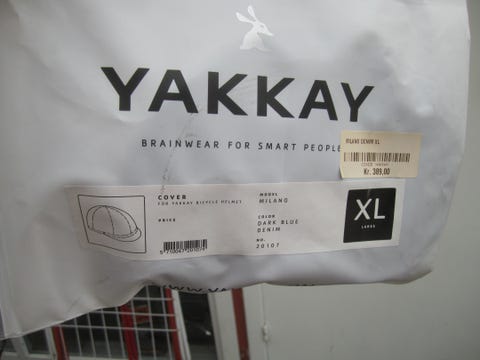 YAKKAY
BRAINWEAR FOR SMART PEOPLE
MILANO DENIM XL
Kr. 389,00
COVER
FOR YAKKAY BICYCLE HELMET
PRICE
5710047201079
MODEL
MILANO
COLOR
DARK BLUE
DENIM
NO.
20107
XL
LARGE